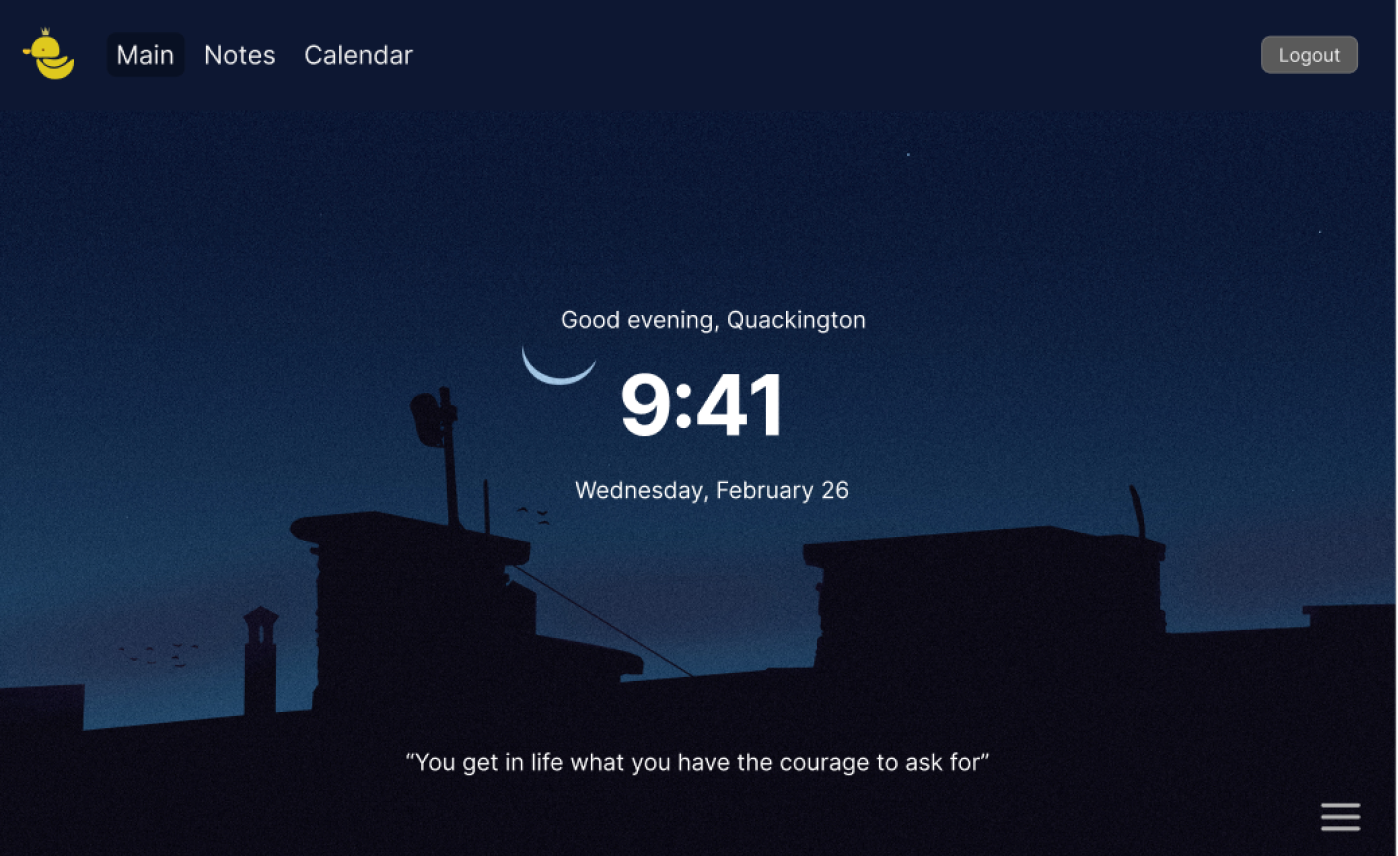 Main Notes Calendar Logout
Good evening, Quackington
9:41
Wednesday, February 26
“You get in life what you have the courage to ask for”